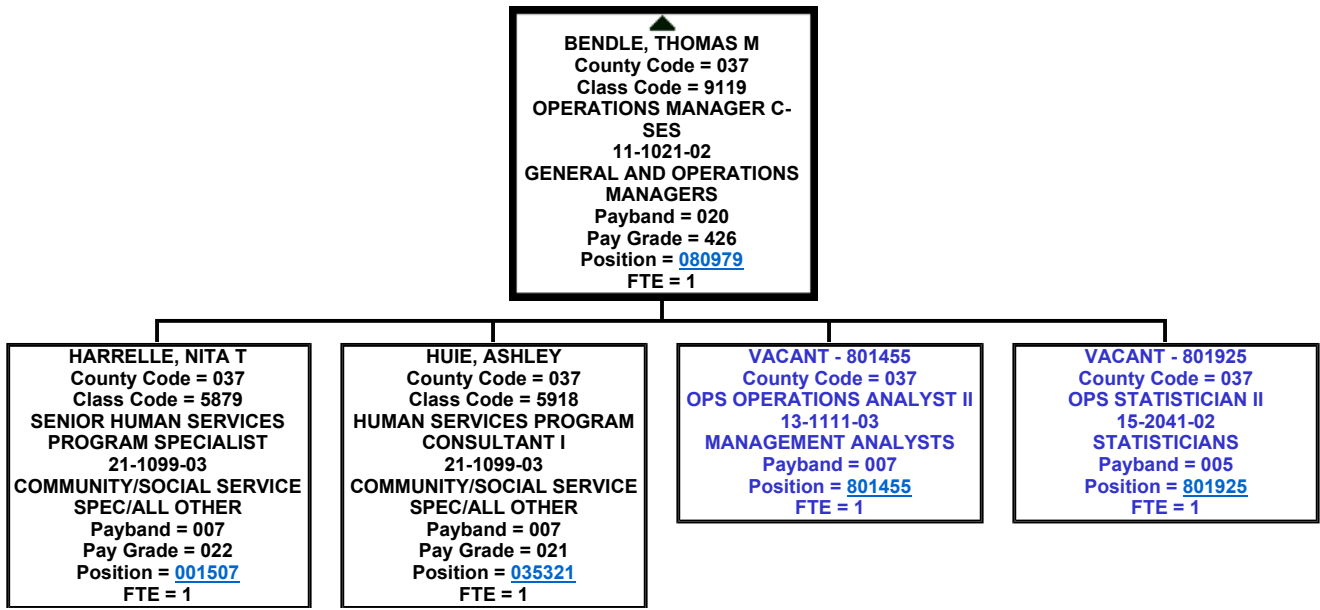 BENDLE, THOMAS M
County Code = 037
Class Code = 9119
OPERATIONS MANAGER C-
SES
11-1021-02
GENERAL AND OPERATIONS
MANAGERS
Payband = 020
Pay Grade = 426
Position = 080979
FTE = 1
HARRELLE, NITA T
County Code = 037
Class Code = 5879
SENIOR HUMAN SERVICES
PROGRAM SPECIALIST
21-1099-03
COMMUNITY/SOCIAL SERVICE
SPEC/ALL OTHER
Payband = 007
Pay Grade = 022
Position = 001507
FTE = 1
HUIE, ASHLEY
County Code = 037
Class Code = 5918
HUMAN SERVICES PROGRAM
CONSULTANT I
21-1099-03
COMMUNITY/SOCIAL SERVICE
SPEC/ALL OTHER
Payband = 007
Pay Grade = 021
Position = 035321
FTE = 1
VACANT - 801455
County Code = 037
OPS OPERATIONS ANALYST II
13-1111-03
MANAGEMENT ANALYSTS
Payband = 007
Position = 801455
FTE = 1
VACANT - 801925
County Code = 037
OPS STATISTICIAN II
15-2041-02
STATISTICIANS
Payband = 005
Position = 801925
FTE = 1